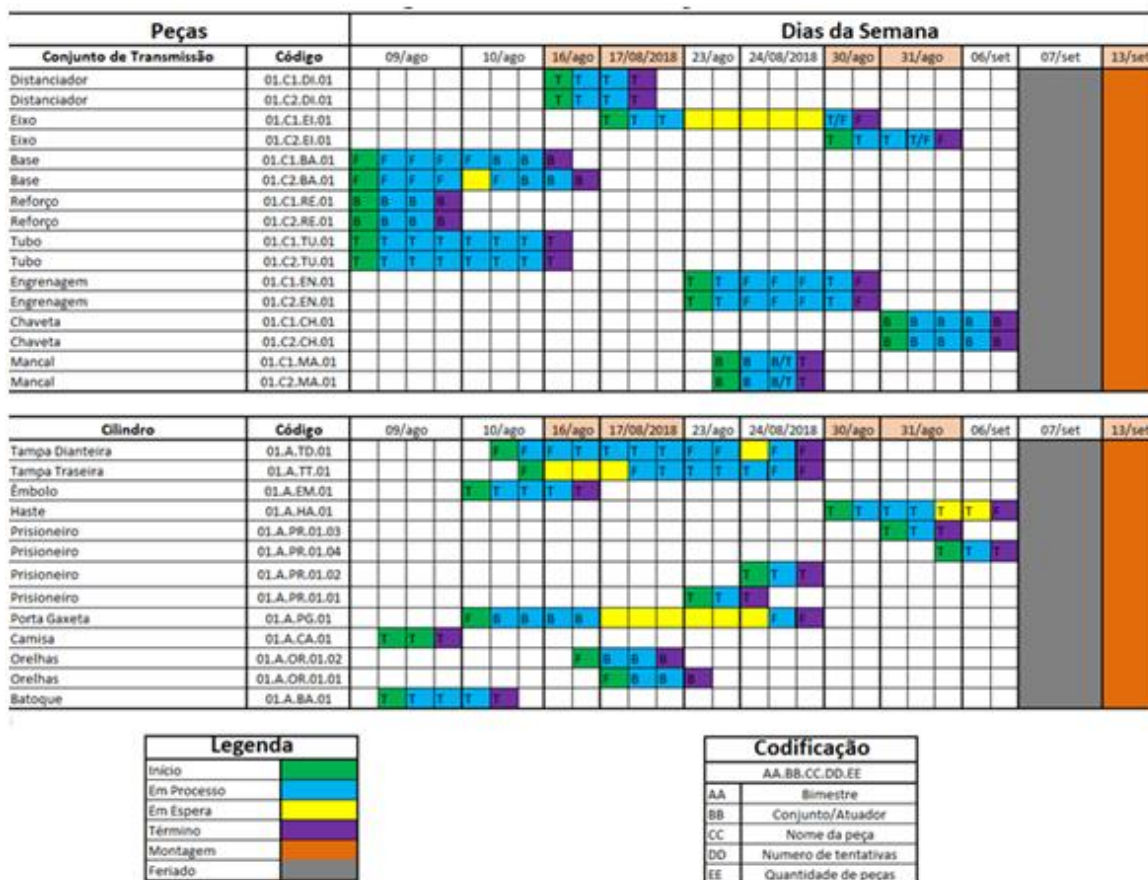 Peças Dias da Semana
Conjunto de Transmissão Código 09/ago 10/ago 16/ago 17/08/2018 23/ago 24/08/2018 30/ago 31/ago 06/set 07/set 13/set
Distanciador 01.C1.DI.01 T T T T
Distanciador 01.C2.DI.01 T T T T
Eixo 01.C1.EI.01 T T T T/F F
Eixo 01.C2.EI.01 T T T T/F F
Base 01.C1.BA.01 F F F F F B B B
Base 01.C2.BA.01 F F F F F B B B
Reforço 01.C1.RE.01 B B B B
Reforço 01.C2.RE.01 B B B B
Tubo 01.C1.TU.01 T T T T T T T T
Tubo 01.C2.TU.01 T T T T T T T T
Engrenagem 01.C1.EN.01 T T F F F T F
Engrenagem 01.C2.EN.01 T T F F F T F
Chaveta 01.C1.CH.01 B B B B B
Chaveta 01.C2.CH.01 B B B B B
Mancal 01.C1.MA.01 B B B/T T
Mancal 01.C2.MA.01 B B B/T T
Cilindro Código 09/ago 10/ago 16/ago 17/08/2018 23/ago 24/08/2018 30/ago 31/ago 06/set 07/set 13/set
Tampa Dianteira 01.A.TD.01 F F F T T T T F F F F
Tampa Traseira 01.A.TT.01 F F T T T T T F
Êmbolo 01.A.EM.01 T T T T T
Haste 01.A.HA.01 T T T T T T F
Prisioneiro 01.A.PR.01.03 T T T
Prisioneiro 01.A.PR.01.04 T T T
Prisioneiro 01.A.PR.01.02 T T T
Prisioneiro 01.A.PR.01.01 T T T
Porta Gaxeta 01.A.PG.01 F B B B B F F
Camisa 01.A.CA.01 T T T
Orelhas 01.A.OR.01.02 F B B B
Orelhas 01.A.OR.01.01 F B B B
Batoque 01.A.BA.01 T T T T T
Legenda
Início
Em Processo
Em Espera
Término
Montagem
Feriado
Codificação
AA.BB.CC.DD.EE
AA Bimestre
BB Conjunto/Atuador
CC Nome da peça
DD Numero de tentativas
EE Quantidade de peças